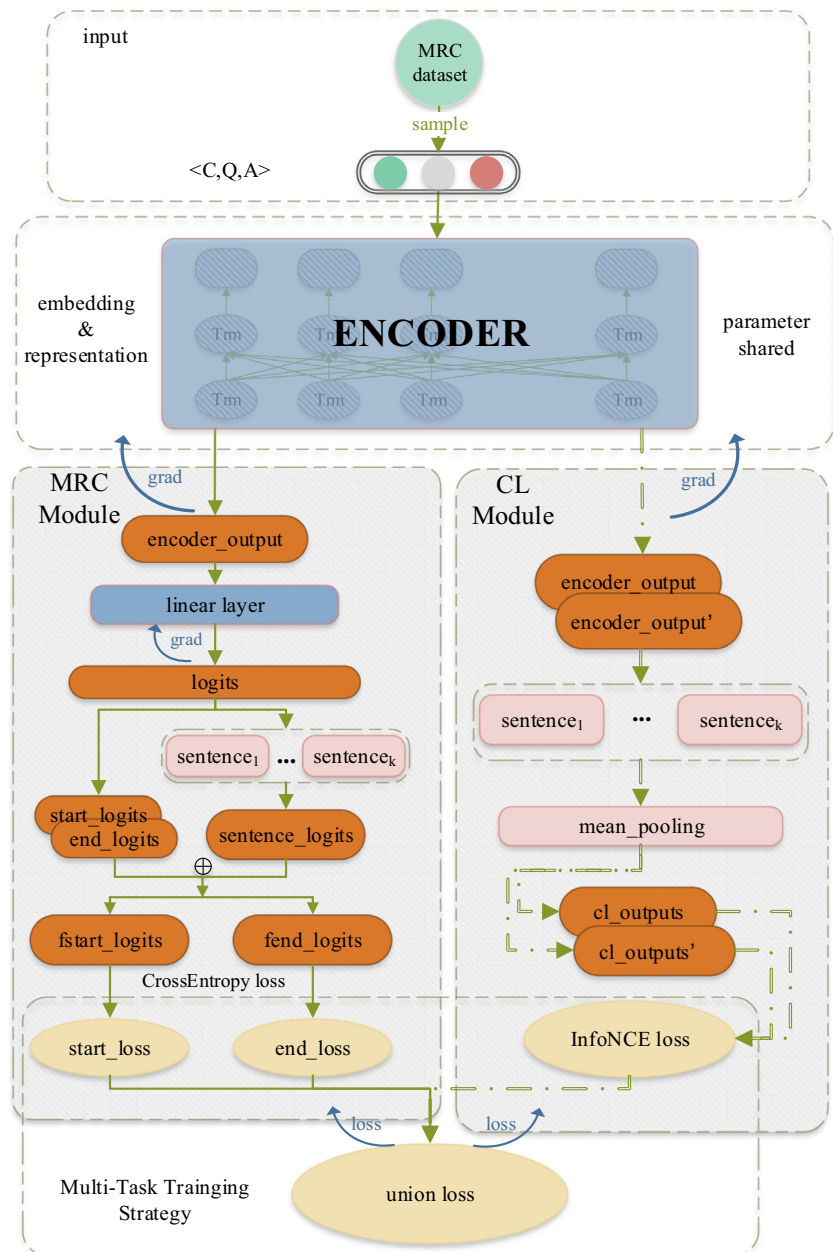 input
MRC
dataset
sample
<C,Q,A>
embedding
&
representation
ENCODER
Trm Trm Trm Trm
Trm Trm Trm Trm
parameter
shared
MRC
Module
grad
encoder_output
linear layer
grad
logits
sentence1 ... sentencek
start_logits
end_logits
sentence_logits
⊕
fstart_logits
fend_logits
CrossEntropy loss
start_loss
end_loss
CL
Module
grad
encoder_output
encoder_output’
sentence1 ... sentencek
mean_pooling
cl_outputs
cl_outputs’
InfoNCE loss
loss
loss
Multi-Task Trainging
Strategy
union loss